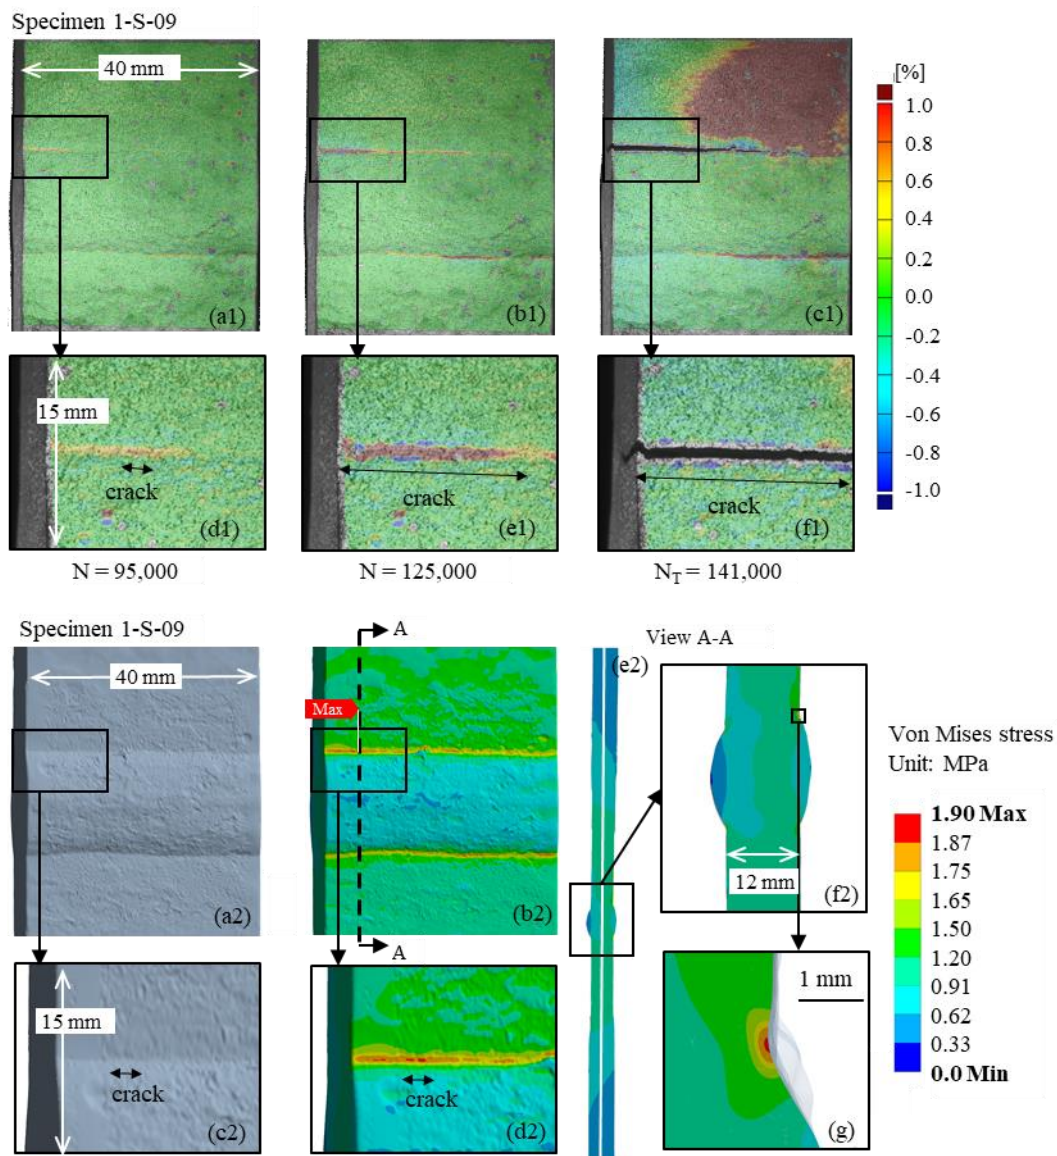 Specimen 1-S-09
40 mm
[%]
1.0
0.8
0.6
0.4
0.2
0.0
-0.2
-0.4
-0.6
-0.8
-1.0
(a1)
(b1)
(c1)
15 mm
crack
(d1)
crack
(e1)
crack
(f1)
N = 95,000
N = 125,000
N_T = 141,000
Specimen 1-S-09
40 mm
(a2)
A
Max
(b2)
A
View A-A
(e2)
12 mm
(f2)
Von Mises stress
Unit: MPa
1.90 Max
1.87
1.75
1.65
1.50
1.20
0.91
0.62
0.33
0.0 Min
15 mm
crack
(c2)
crack
(d2)
1 mm
(g)